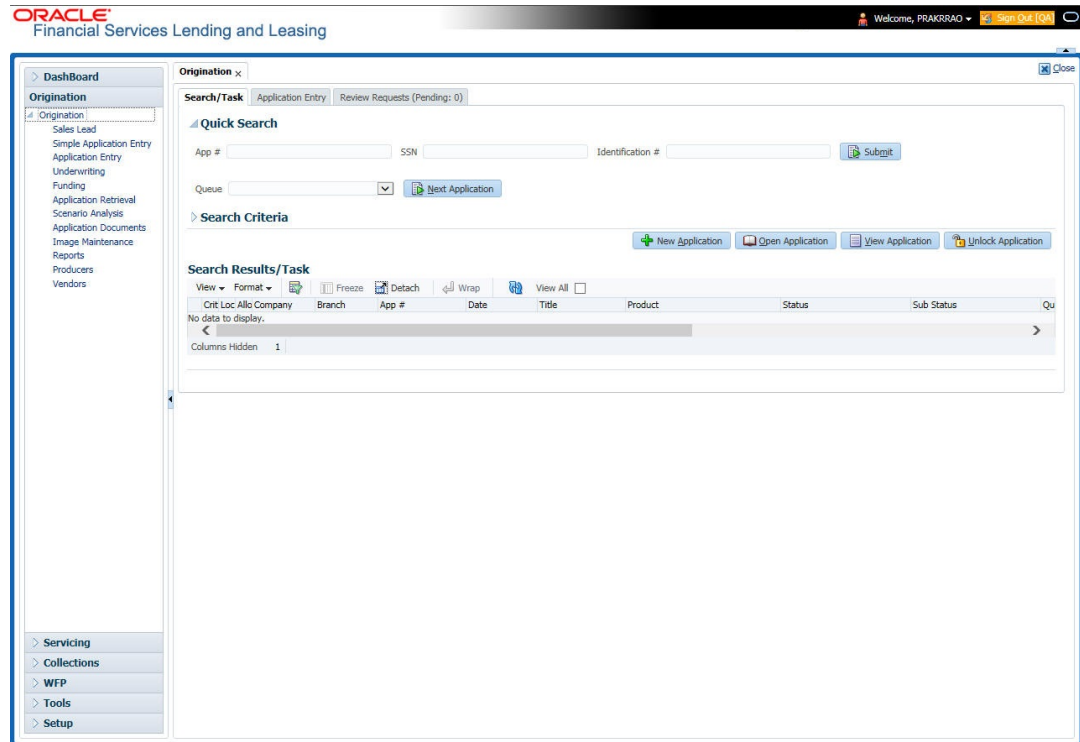 ORACLE
Financial Services Lending and Leasing
Welcome, PRAKRRAO
Sign Out [QA]
DashBoard
Origination
Origination
Sales Lead
Simple Application Entry
Application Entry
Underwriting
Funding
Application Retrieval
Scenario Analysis
Application Documents
Image Maintenance
Reports
Producers
Vendors
Servicing
Collections
WFP
Tools
Setup
Origination x
Close
Search/Task Application Entry Review Requests (Pending: 0)
Quick Search
App # SSN Identification # Submit
Queue Next Application
Search Criteria
New Application Open Application View Application Unlock Application
Search Results/Task
View Format Freeze Detach Wrap View All
Crit Loc Allo Company Branch App # Date Title Product Status Sub Status Qu
No data to display.
Columns Hidden 1